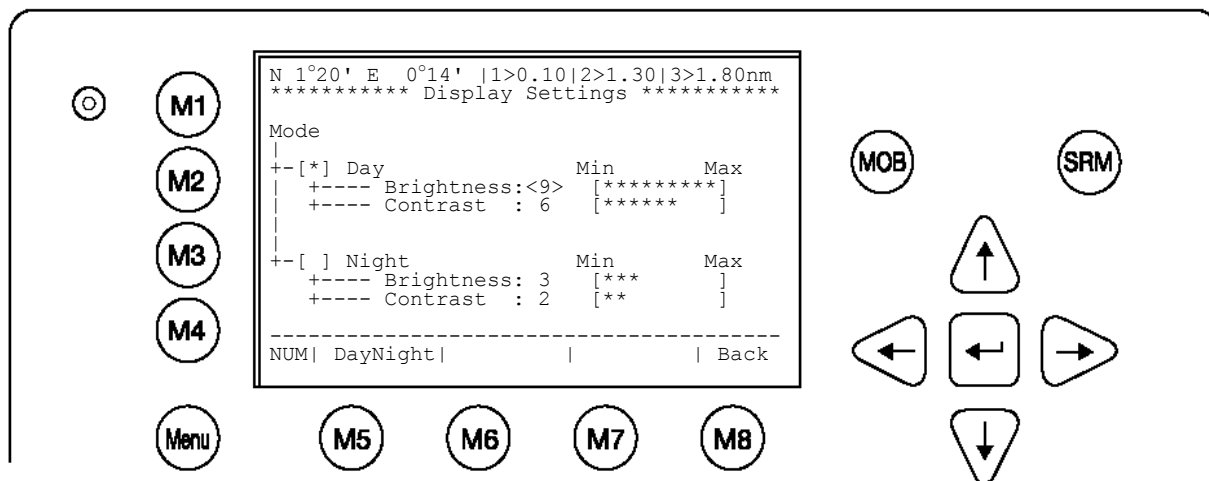 N 1°20' E 0°14' |1>0.10|2>1.30|3>1.80nm
*********** Display Settings ***********
Mode
|
+-[*] Day Min Max
| +---- Brightness:<9> [*********]
| +---- Contrast : 6 [****** ]
|
|
+-[ ] Night Min Max
+---- Brightness: 3 [*** ]
+---- Contrast : 2 [** ]
----------------------------------------
NUM| DayNight| | | Back
M1
M2
M3
M4
Menu
M5
M6
M7
M8
MOB
SRM